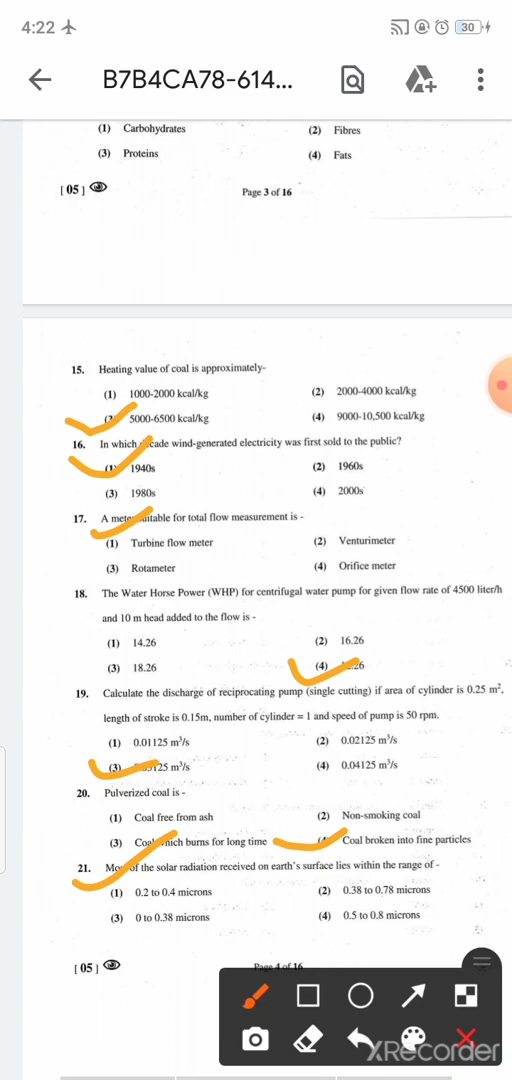 4:22
30
B7B4CA78-614...
(1) Carbohydrates (2) Fibres
(3) Proteins (4) Fats
[ 05 ] Page 3 of 16
15. Heating value of coal is approximately-
(1) 1000-2000 kcal/kg (2) 2000-4000 kcal/kg
5000-6500 kcal/kg (4) 9000-10,500 kcal/kg
16. In which wind-generated electricity was first sold to the public?
(1) 1940s (2) 1960s
(3) 1980s (4) 2000s
17. A for total flow measurement is -
(1) Turbine flow meter (2) Venturimeter
(3) Rotameter (4) Orifice meter
18. The Water Horse Power (WHP) for centrifugal water pump for given flow rate of 4500 liter/h
and 10 m head added to the flow is -
(1) 14.26 (2) 16.26
(3) 18.26 (4)
19. Calculate the discharge of reciprocating pump (single cutting) if area of cylinder is 0.25 m²,
length of stroke is 0.15m, number of cylinder = 1 and speed of pump is 50 rpm.
(1) 0.01125 m³/s (2) 0.02125 m³/s
(3) m³/s (4) 0.04125 m³/s
20. Pulverized coal is -
(1) Coal free from ash (2) Non-smoking coal
(3) Coal which burns for long time Coal broken into fine particles
21. of the solar radiation received on earth's surface lies within the range of -
(1) 0.2 to 0.4 microns (2) 0.38 to 0.78 microns
(3) 0 to 0.38 microns (4) 0.5 to 0.8 microns
[ 05 ] Page 4 of 16
XRecorder